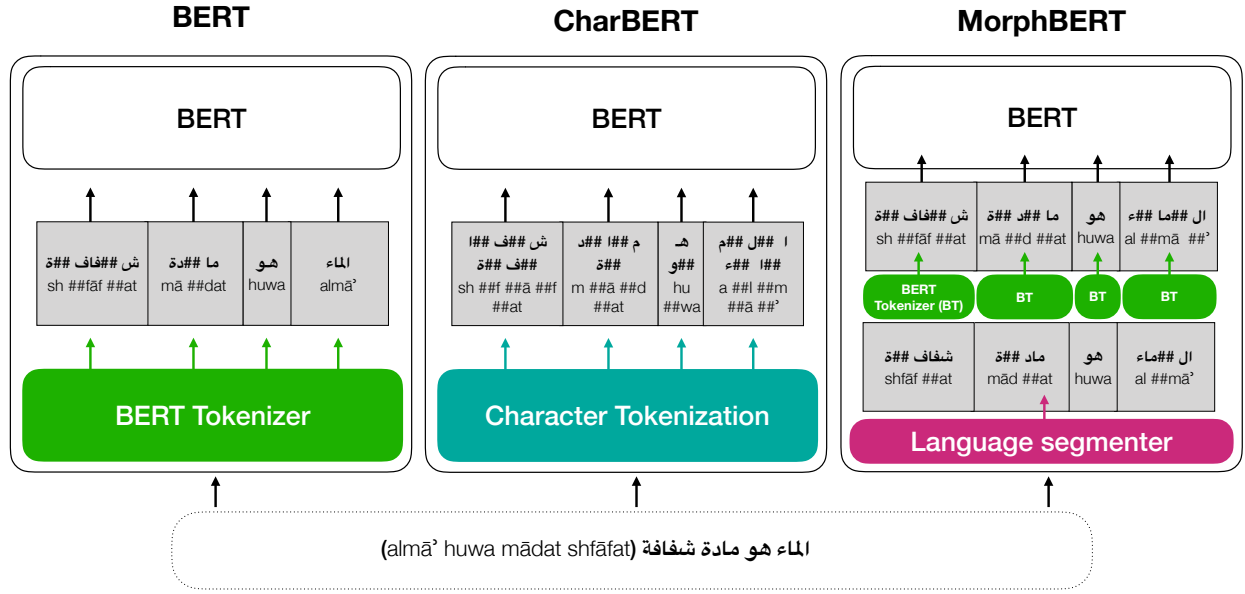 BERT
BERT
ش ##فاف ##ة
sh ##fāf ##at
ما ##دة
mā ##dat
هو
huwa
الماء
almāʾ
BERT Tokenizer
CharBERT
BERT
ش ##ف ##ا
##ف ##ة
sh ##f ##ā ##f
##at
م ##ا ##د
##ة
m ##ā ##d
##at
هـ
##و
hu
##wa
ا ##ل ##م
##ا ##ء
a ##l ##m
##ā ##ʾ
Character Tokenization
MorphBERT
BERT
ش ##فاف ##ة
sh ##fāf ##at
ما ##د ##ة
mā ##d ##at
هو
huwa
ال ##ما ##ء
al ##mā ##ʾ
BERT
Tokenizer (BT)
BT
BT
BT
شفاف ##ة
shfāf ##at
ماد ##ة
mād ##at
هو
huwa
ال ##ماء
al ##māʾ
Language segmenter
الماء هو مادة شفافة (almāʾ huwa mādat shfāfat)